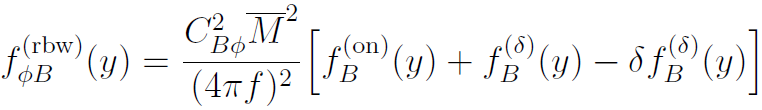 $f_{\phi B}^{(\mathrm{rbw})}(y) = \frac{C_{B\phi}^2 \overline{M}^2}{(4\pi f)^2} \left[ f_B^{(\mathrm{on})}(y) + f_B^{(\delta)}(y) - \delta f_B^{(\delta)}(y) \right]$